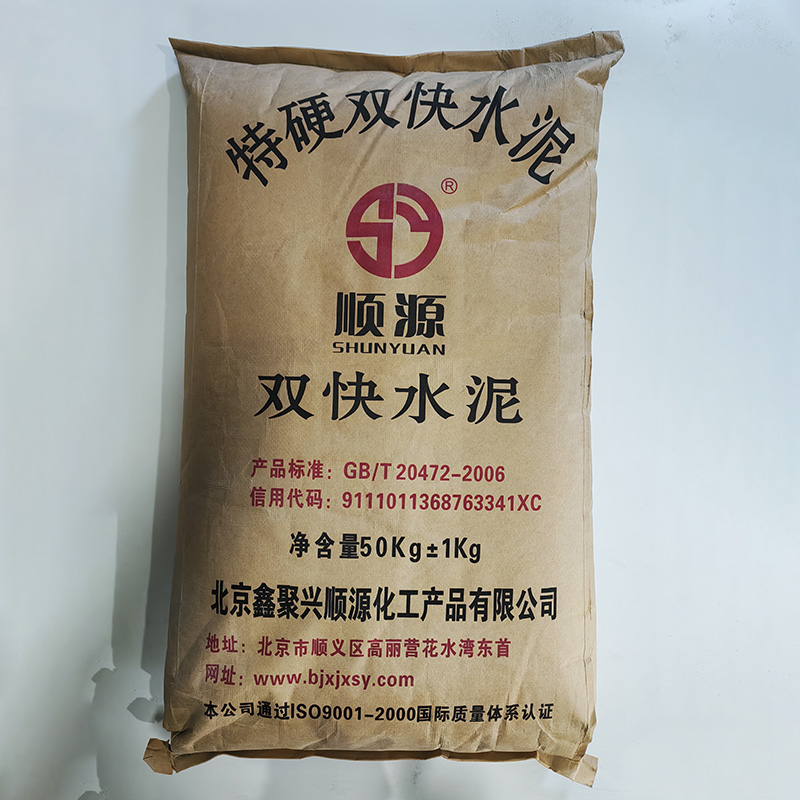 特硬双快水泥
®
顺源
SHUNYUAN
双快水泥
产品标准：GB/T 20472-2006
信用代码：9111011368763341XC
净含量50Kg±1Kg
北京鑫聚兴顺源化工产品有限公司
地址：北京市顺义区高丽营花水湾东首
网址：www.bjxjxsy.com
本公司通过ISO9001-2000国际质量体系认证